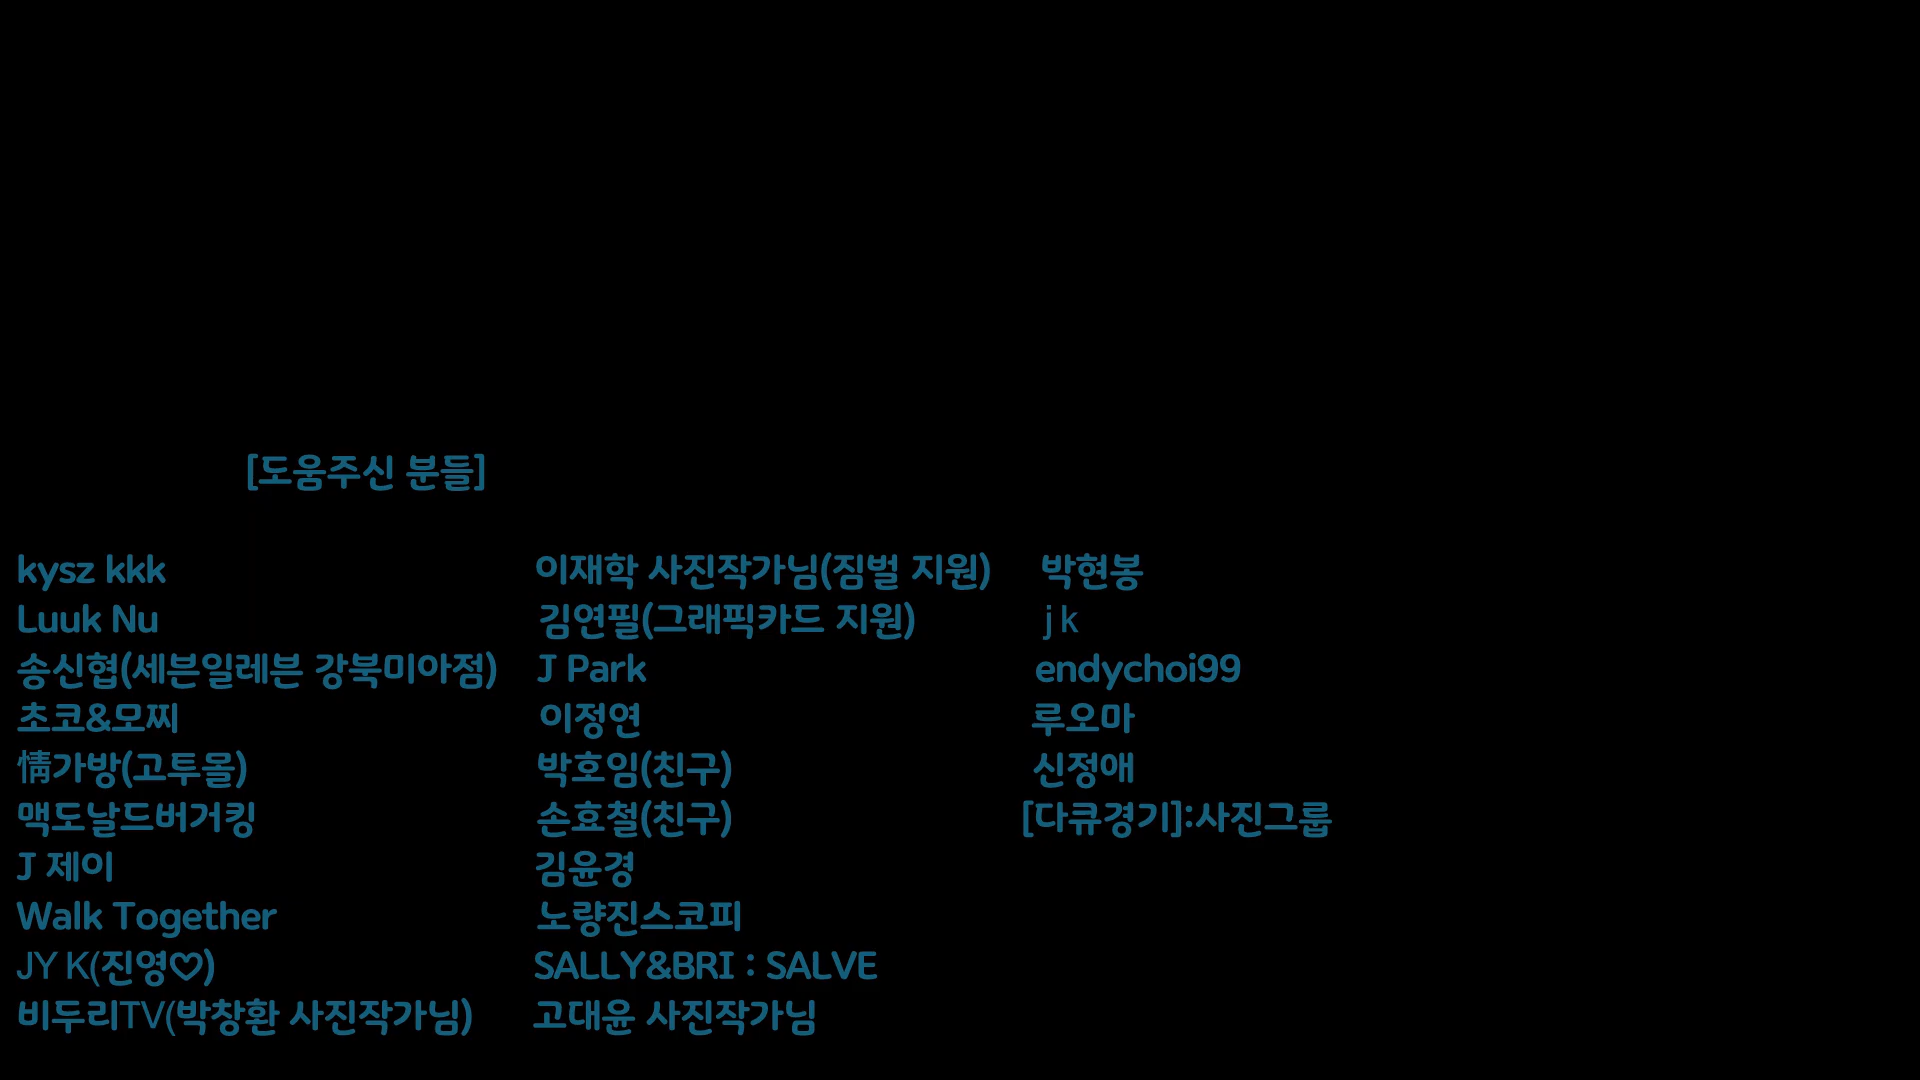 [도움주신 분들]
kysz kkk
Luuk Nu
송신협(세븐일레븐 강북미아점)
초코&모찌
情가방(고투몰)
맥도날드버거킹
J 제이
Walk Together
JY K(진영♡)
비두리TV(박창환 사진작가님)
이재학 사진작가님(짐벌 지원)
김연필(그래픽카드 지원)
J Park
이정연
박호임(친구)
손효철(친구)
김윤경
노량진스코피
SALLY&BRI : SALVE
고대윤 사진작가님
박현봉
j k
endychoi99
루오마
신정애
[다큐경기]:사진그룹